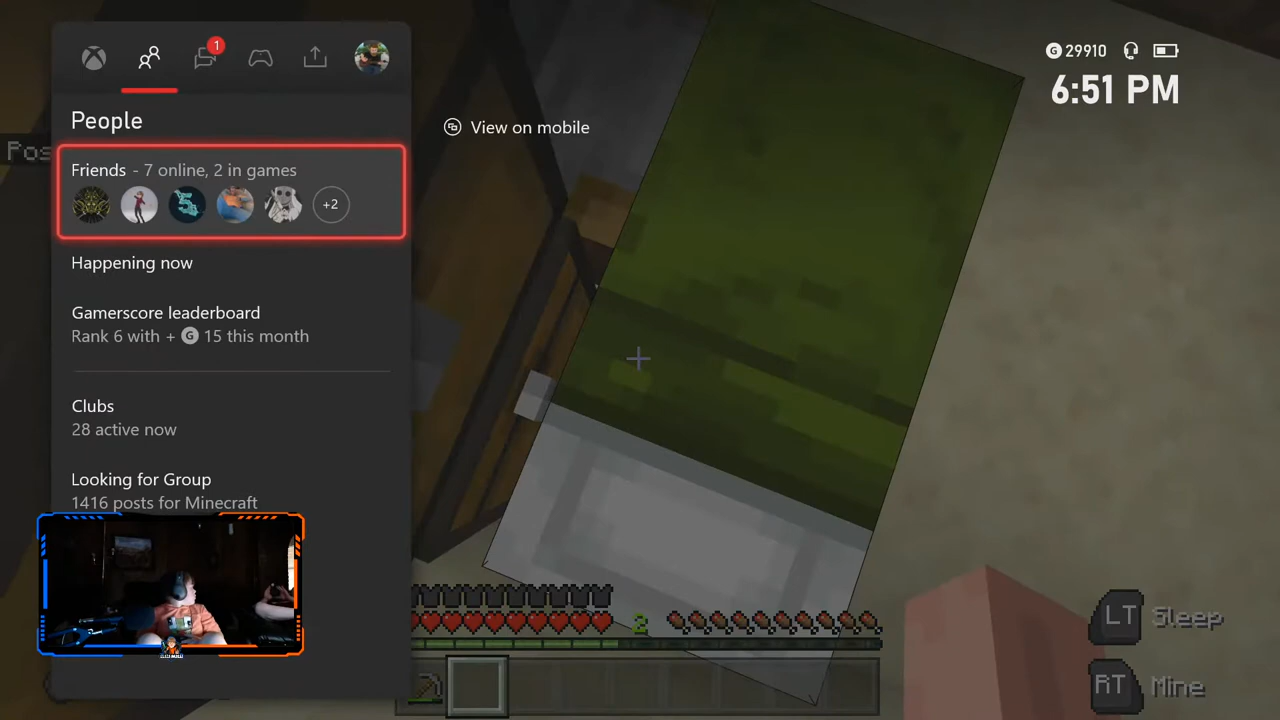 1
G 29910
6:51 PM
People
View on mobile
Pos
Friends - 7 online, 2 in games
+2
Happening now
Gamerscore leaderboard
Rank 6 with + G 15 this month
Clubs
28 active now
Looking for Group
1416 posts for Minecraft
2
LT Sleep
RT Mine